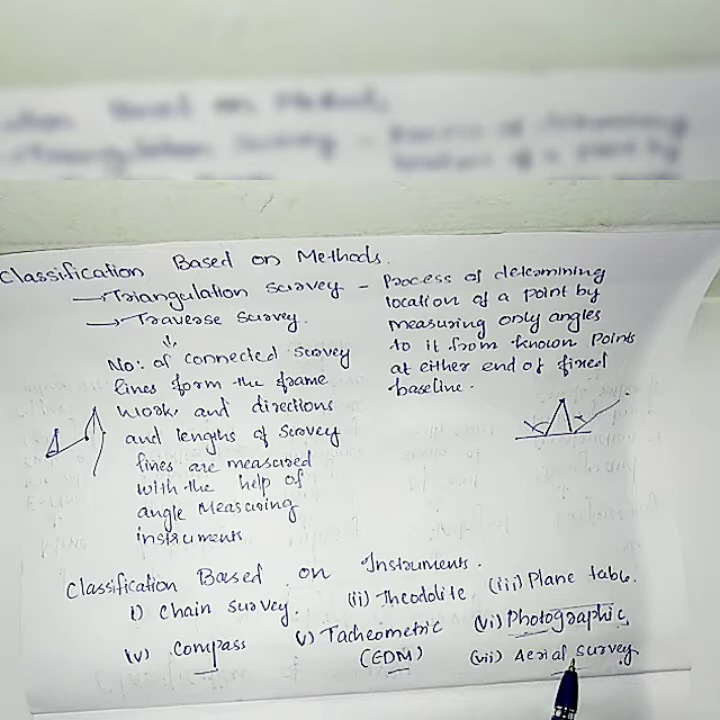 Classification Based on Methods.
→ Triangulation survey - Process of determining
location of a point by
measuring only angles
to it from known points
at either end of fixed
baseline.
→ Traverse survey.
No: of connected survey
lines form the frame
work and directions
and lengths of survey
lines are measured
with the help of
angle measuring
instruments
Classification Based on Instruments.
i) Chain survey. (ii) Theodolite (iii) Plane table.
iv) Compass v) Tacheometric (vi) Photographic,
(EDM) (vii) Aerial survey